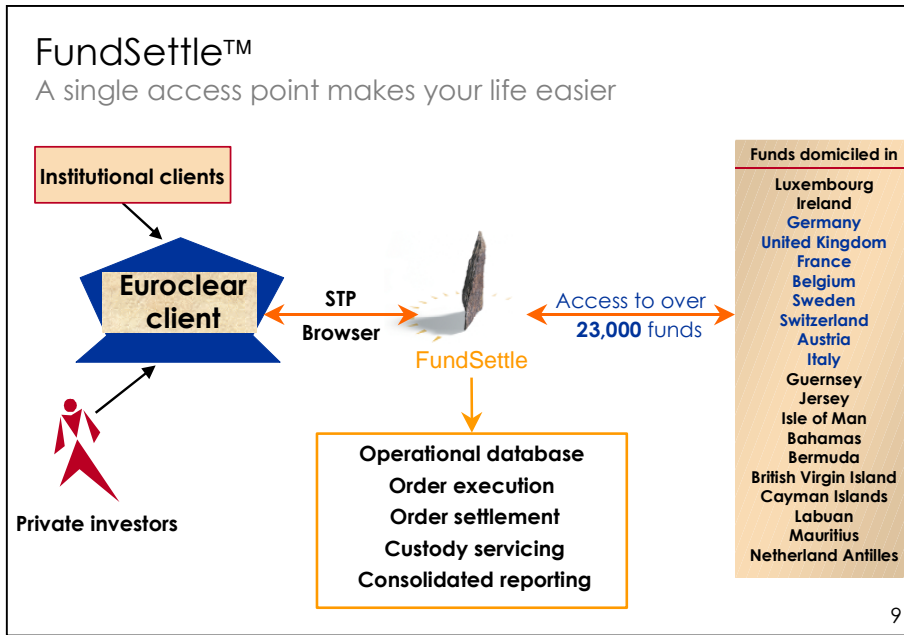 FundSettle™
A single access point makes your life easier
Institutional clients
Euroclear
client
Private investors
STP
Browser
FundSettle
Access to over
23,000 funds
Operational database
Order execution
Order settlement
Custody servicing
Consolidated reporting
Funds domiciled in
Luxembourg
Ireland
Germany
United Kingdom
France
Belgium
Sweden
Switzerland
Austria
Italy
Guernsey
Jersey
Isle of Man
Bahamas
Bermuda
British Virgin Island
Cayman Islands
Labuan
Mauritius
Netherland Antilles
9